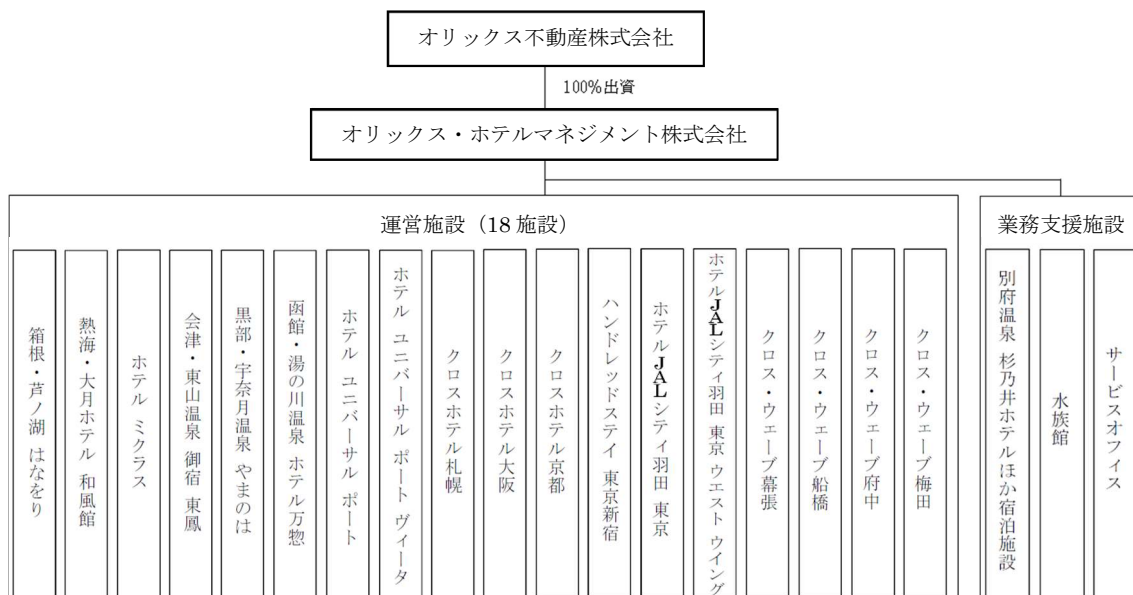 オリックス不動産株式会社
100%出資
オリックス・ホテルマネジメント株式会社
運営施設（18 施設）
業務支援施設
箱根・芦ノ湖 はなをり
熱海・大月ホテル 和風館
ホテル ミクラス
会津・東山温泉 御宿 東鳳
黒部・宇奈月温泉 やまのは
函館・湯の川温泉 ホテル万惣
ホテル ユニバーサル ポート
ホテル ユニバーサル ポート ヴィータ
クロスホテル札幌
クロスホテル大阪
クロスホテル京都
ハンドレッドステイ 東京新宿
ホテルJALシティ羽田 東京
ホテルJALシティ羽田 東京 ウエスト ウイング
クロス・ウェーブ幕張
クロス・ウェーブ船橋
クロス・ウェーブ府中
クロス・ウェーブ梅田
別府温泉 杉乃井ホテルほか宿泊施設
水族館
サービスオフィス